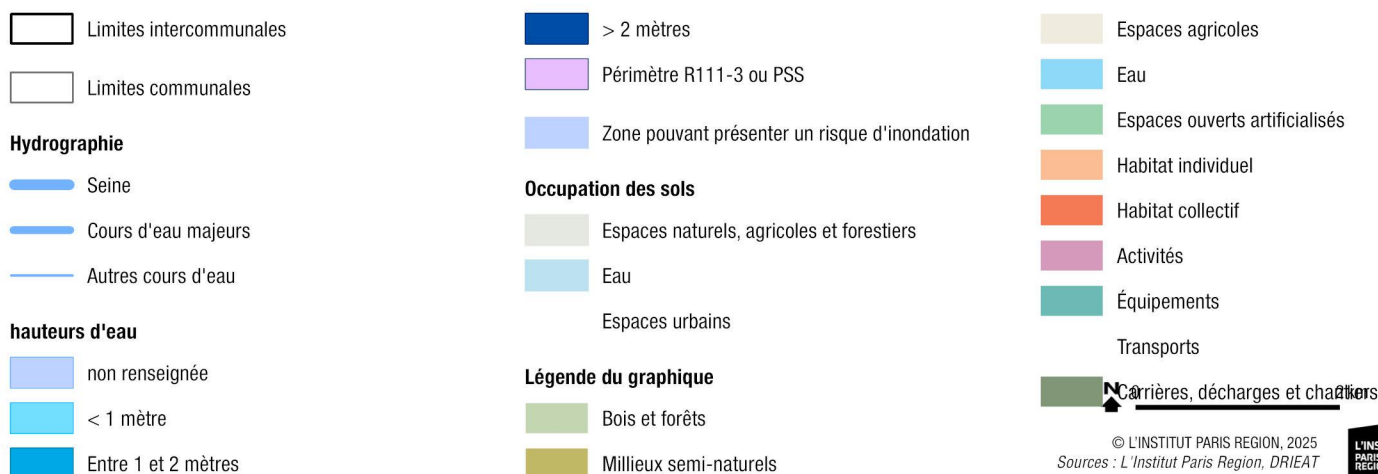 Limites intercommunales
Limites communales
Hydrographie
Seine
Cours d'eau majeurs
Autres cours d'eau
hauteurs d'eau
non renseignée
< 1 mètre
Entre 1 et 2 mètres
> 2 mètres
Périmètre R111-3 ou PSS
Zone pouvant présenter un risque d'inondation
Occupation des sols
Espaces naturels, agricoles et forestiers
Eau
Espaces urbains
Légende du graphique
Bois et forêts
Millieux semi-naturels
Espaces agricoles
Eau
Espaces ouverts artificialisés
Habitat individuel
Habitat collectif
Activités
Équipements
Transports
Carrières, décharges et chantiers
N 0 2 km
© L'INSTITUT PARIS REGION, 2025
Sources : L'Institut Paris Region, DRIEAT